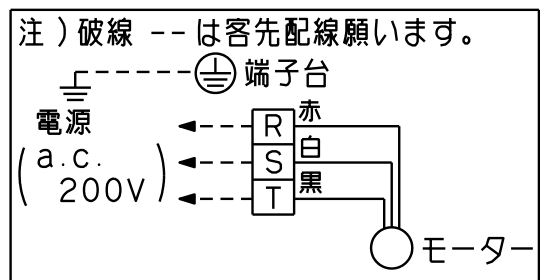 注）破線 -- は客先配線願います。
端子台
電源
(a.c.
200V)
赤
R
白
S
黒
T
モーター